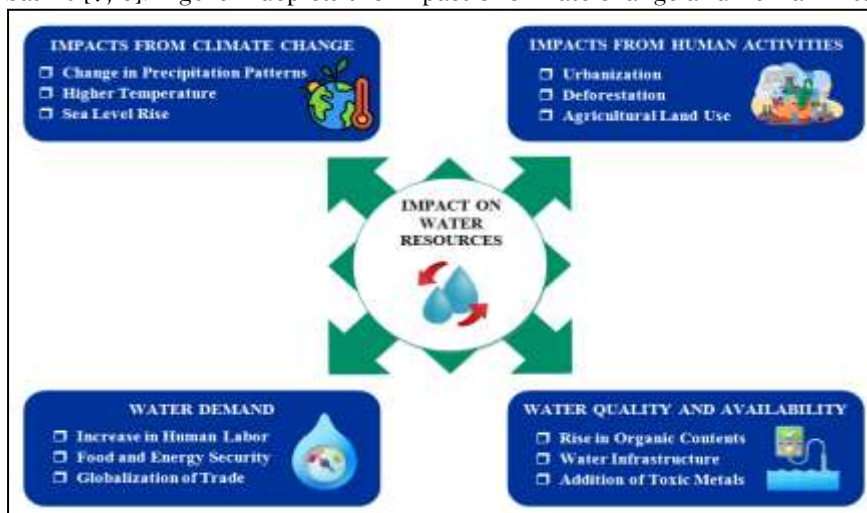 IMPACTS FROM CLIMATE CHANGE
❐ Change in Precipitation Patterns
❐ Higher Temperature
❐ Sea Level Rise
IMPACTS FROM HUMAN ACTIVITIES
❐ Urbanization
❐ Deforestation
❐ Agricultural Land Use
IMPACT ON
WATER
RESOURCES
WATER DEMAND
❐ Increase in Human Labor
❐ Food and Energy Security
❐ Globalization of Trade
WATER QUALITY AND AVAILABILITY
❐ Rise in Organic Contents
❐ Water Infrastructure
❐ Addition of Toxic Metals